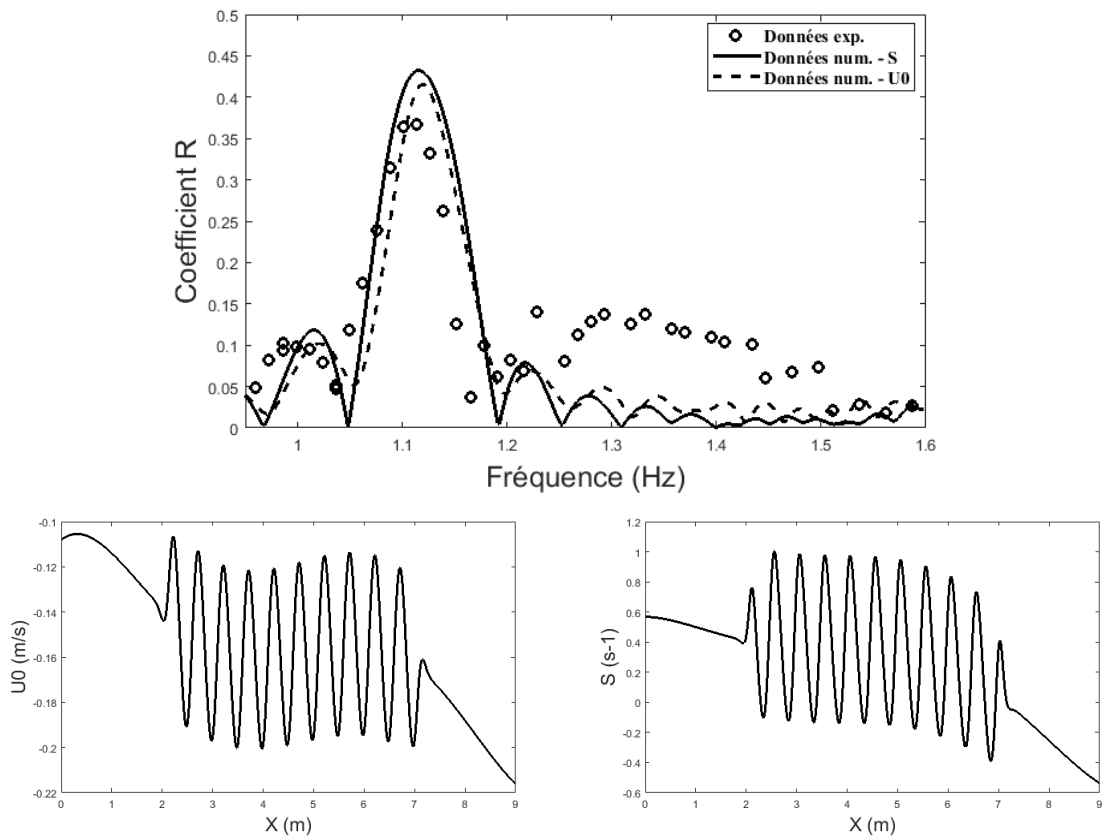 0.5
0.45
0.4
0.35
0.3
0.25
0.2
0.15
0.1
0.05
0
Coefficient R
Données exp.
Données num. - S
Données num. - U0
1 1.1 1.2 1.3 1.4 1.5 1.6
Fréquence (Hz)
-0.1
-0.12
-0.14
-0.16
-0.18
-0.2
-0.22
U0 (m/s)
0 1 2 3 4 5 6 7 8 9
X (m)
1.2
1
0.8
0.6
0.4
0.2
0
-0.2
-0.4
-0.6
S (s-1)
0 1 2 3 4 5 6 7 8 9
X (m)